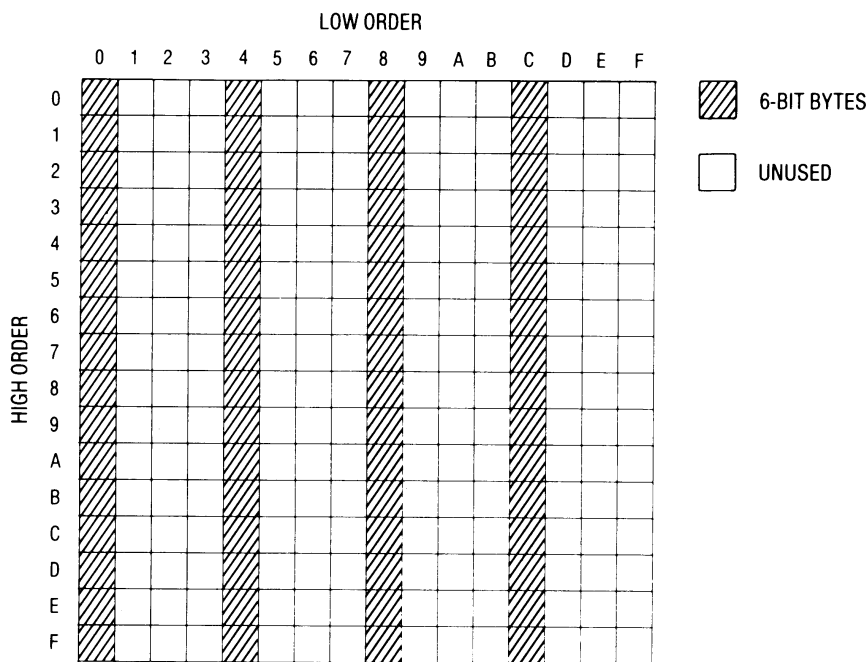 LOW ORDER
0 1 2 3 4 5 6 7 8 9 A B C D E F
HIGH ORDER
0
1
2
3
4
5
6
7
8
9
A
B
C
D
E
F
6-BIT BYTES
UNUSED